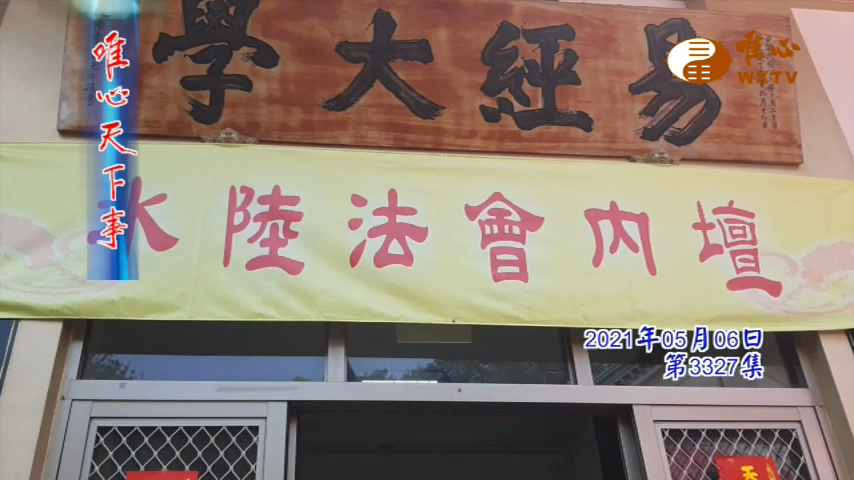 易經大學
水陸法會內壇
唯心天下事
唯心
WXTV
2021年05月06日
第3327集
天